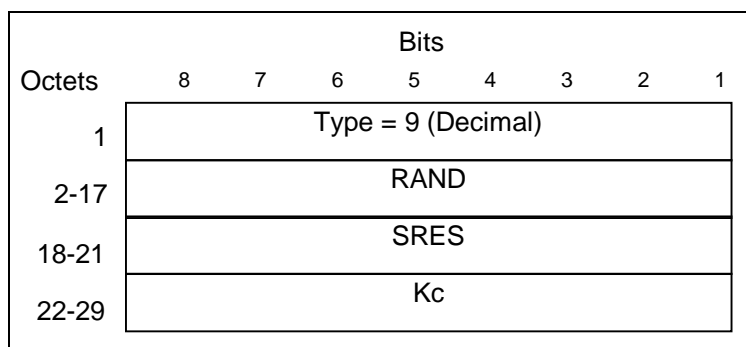 Bits
Octets 8 7 6 5 4 3 2 1
1 Type = 9 (Decimal)
2-17 RAND
18-21 SRES
22-29 Kc